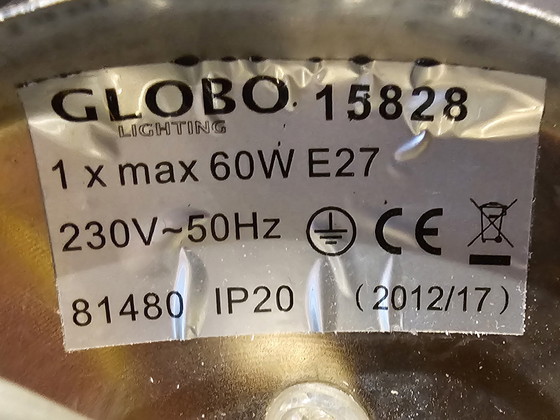 GLOBO 15828
LIGHTING
1 x max 60W E27
230V~50Hz CE
81480 IP20 (2012/17)